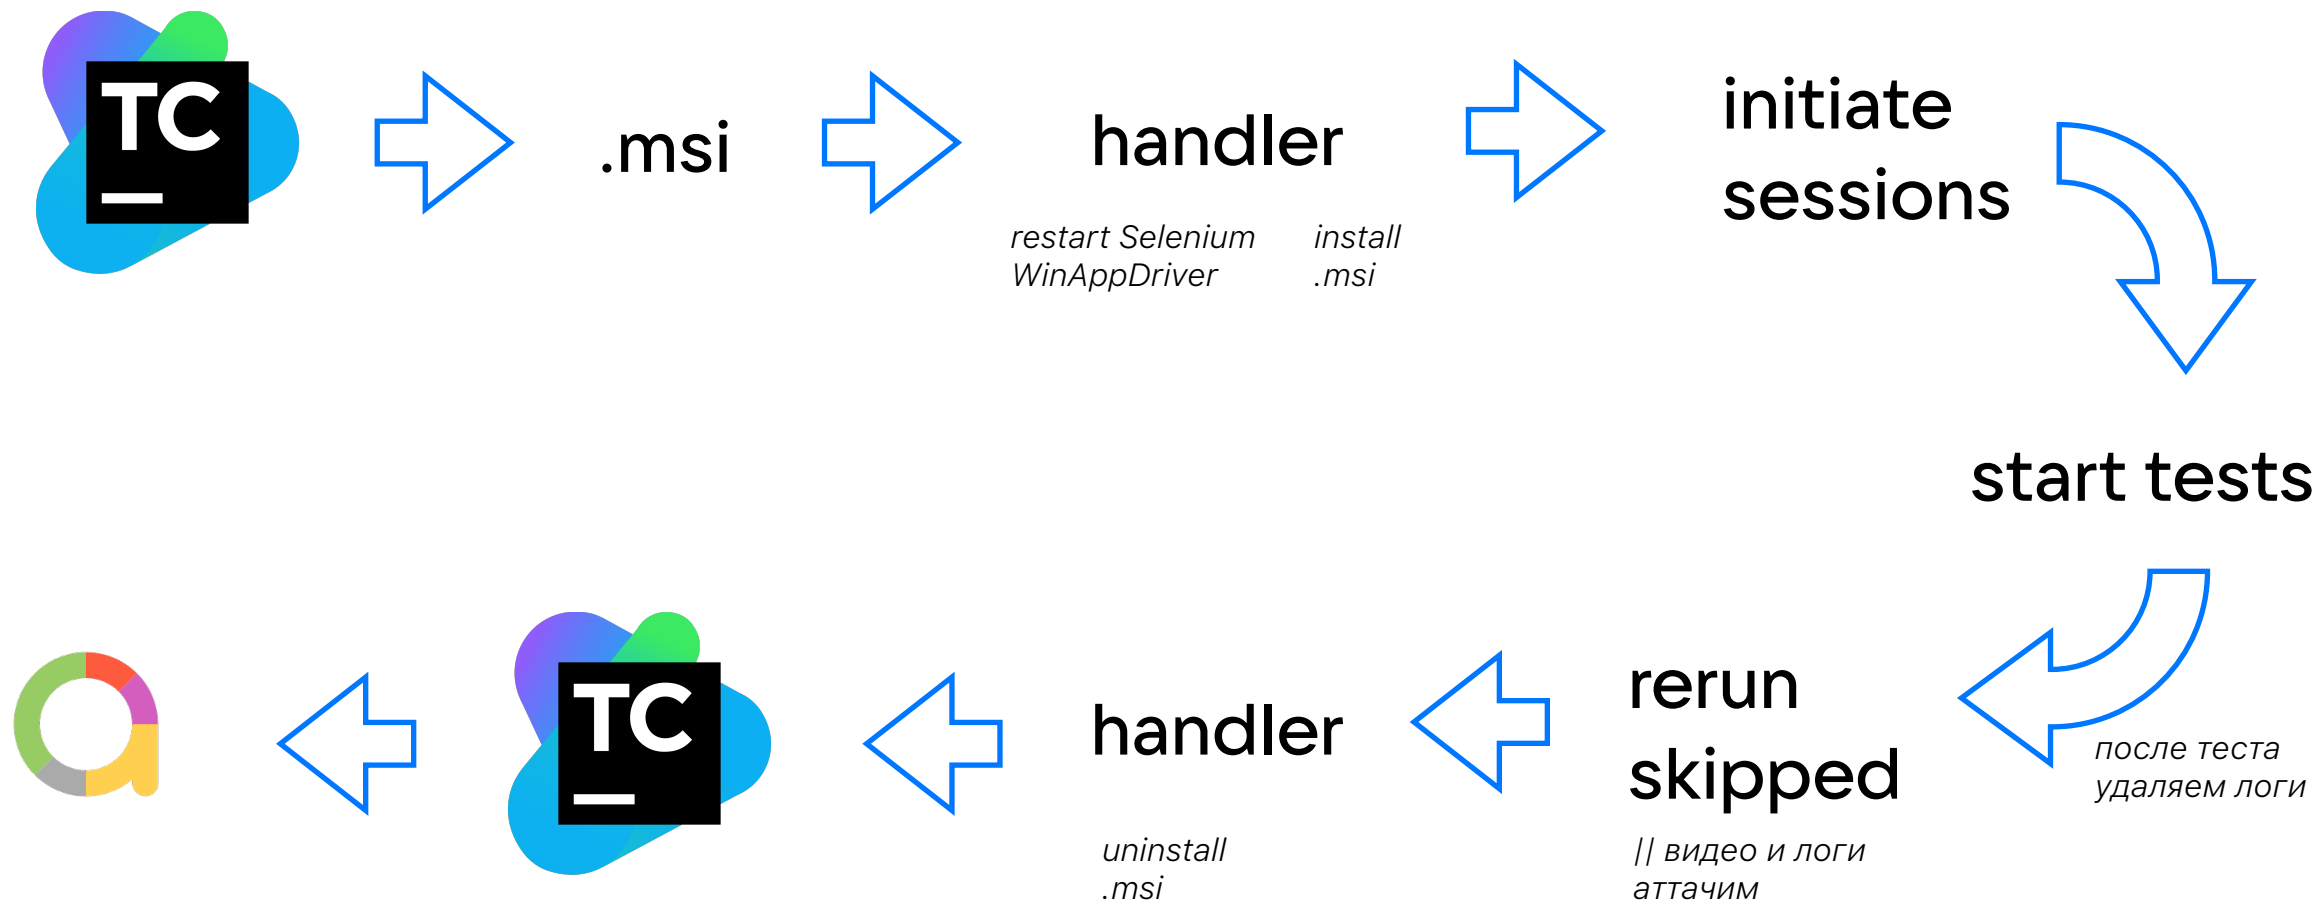 TC
.msi
handler
restart Selenium
WinAppDriver
install
.msi
initiate
sessions
start tests
после теста
удаляем логи
rerun
skipped
|| видео и логи
аттачим
handler
uninstall
.msi
TC